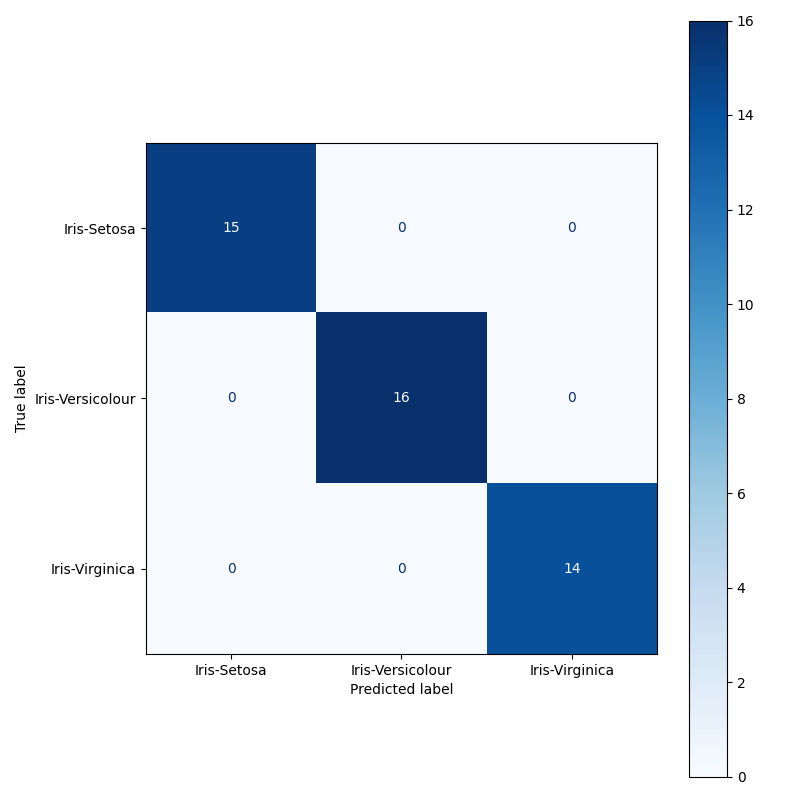 16
14
12
10
8
6
4
2
0
True label
Iris-Setosa 15 0 0
Iris-Versicolour 0 16 0
Iris-Virginica 0 0 14
Iris-Setosa Iris-Versicolour Iris-Virginica
Predicted label